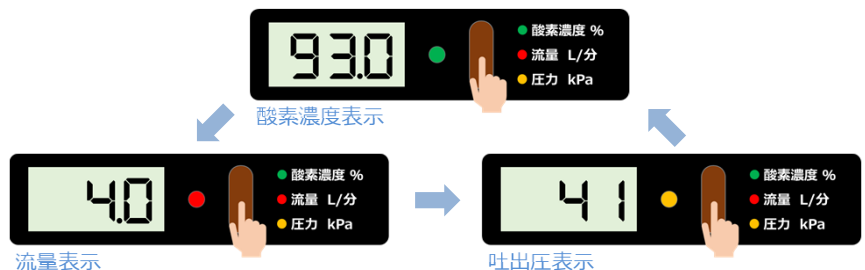 93.0
酸素濃度 %
流量 L/分
圧力 kPa
酸素濃度表示
4.0
酸素濃度 %
流量 L/分
圧力 kPa
流量表示
41
酸素濃度 %
流量 L/分
圧力 kPa
吐出圧表示